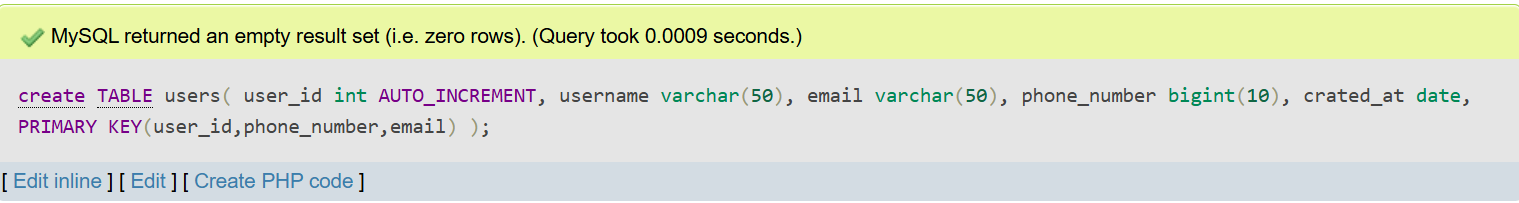 MySQL returned an empty result set (i.e. zero rows). (Query took 0.0009 seconds.)
create TABLE users( user_id int AUTO_INCREMENT, username varchar(50), email varchar(50), phone_number bigint(10), crated_at date,
PRIMARY KEY(user_id,phone_number,email) );
[ Edit inline ] [ Edit ] [ Create PHP code ]